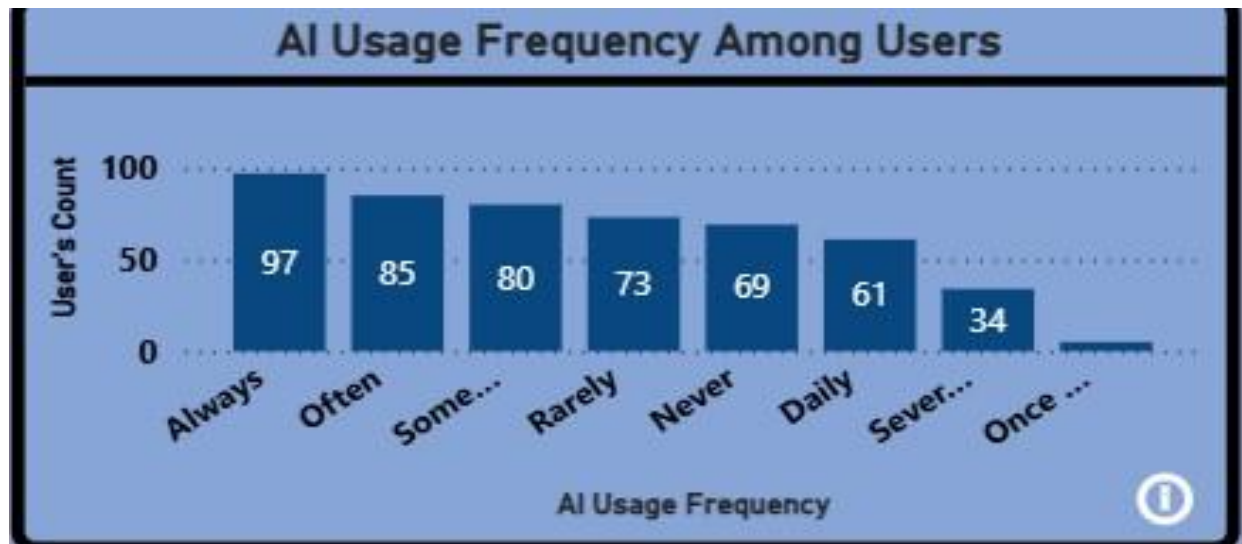 AI Usage Frequency Among Users
User's Count
100
50
0
97
85
80
73
69
61
34
Always
Often
Some...
Rarely
Never
Daily
Sever...
Once ...
AI Usage Frequency